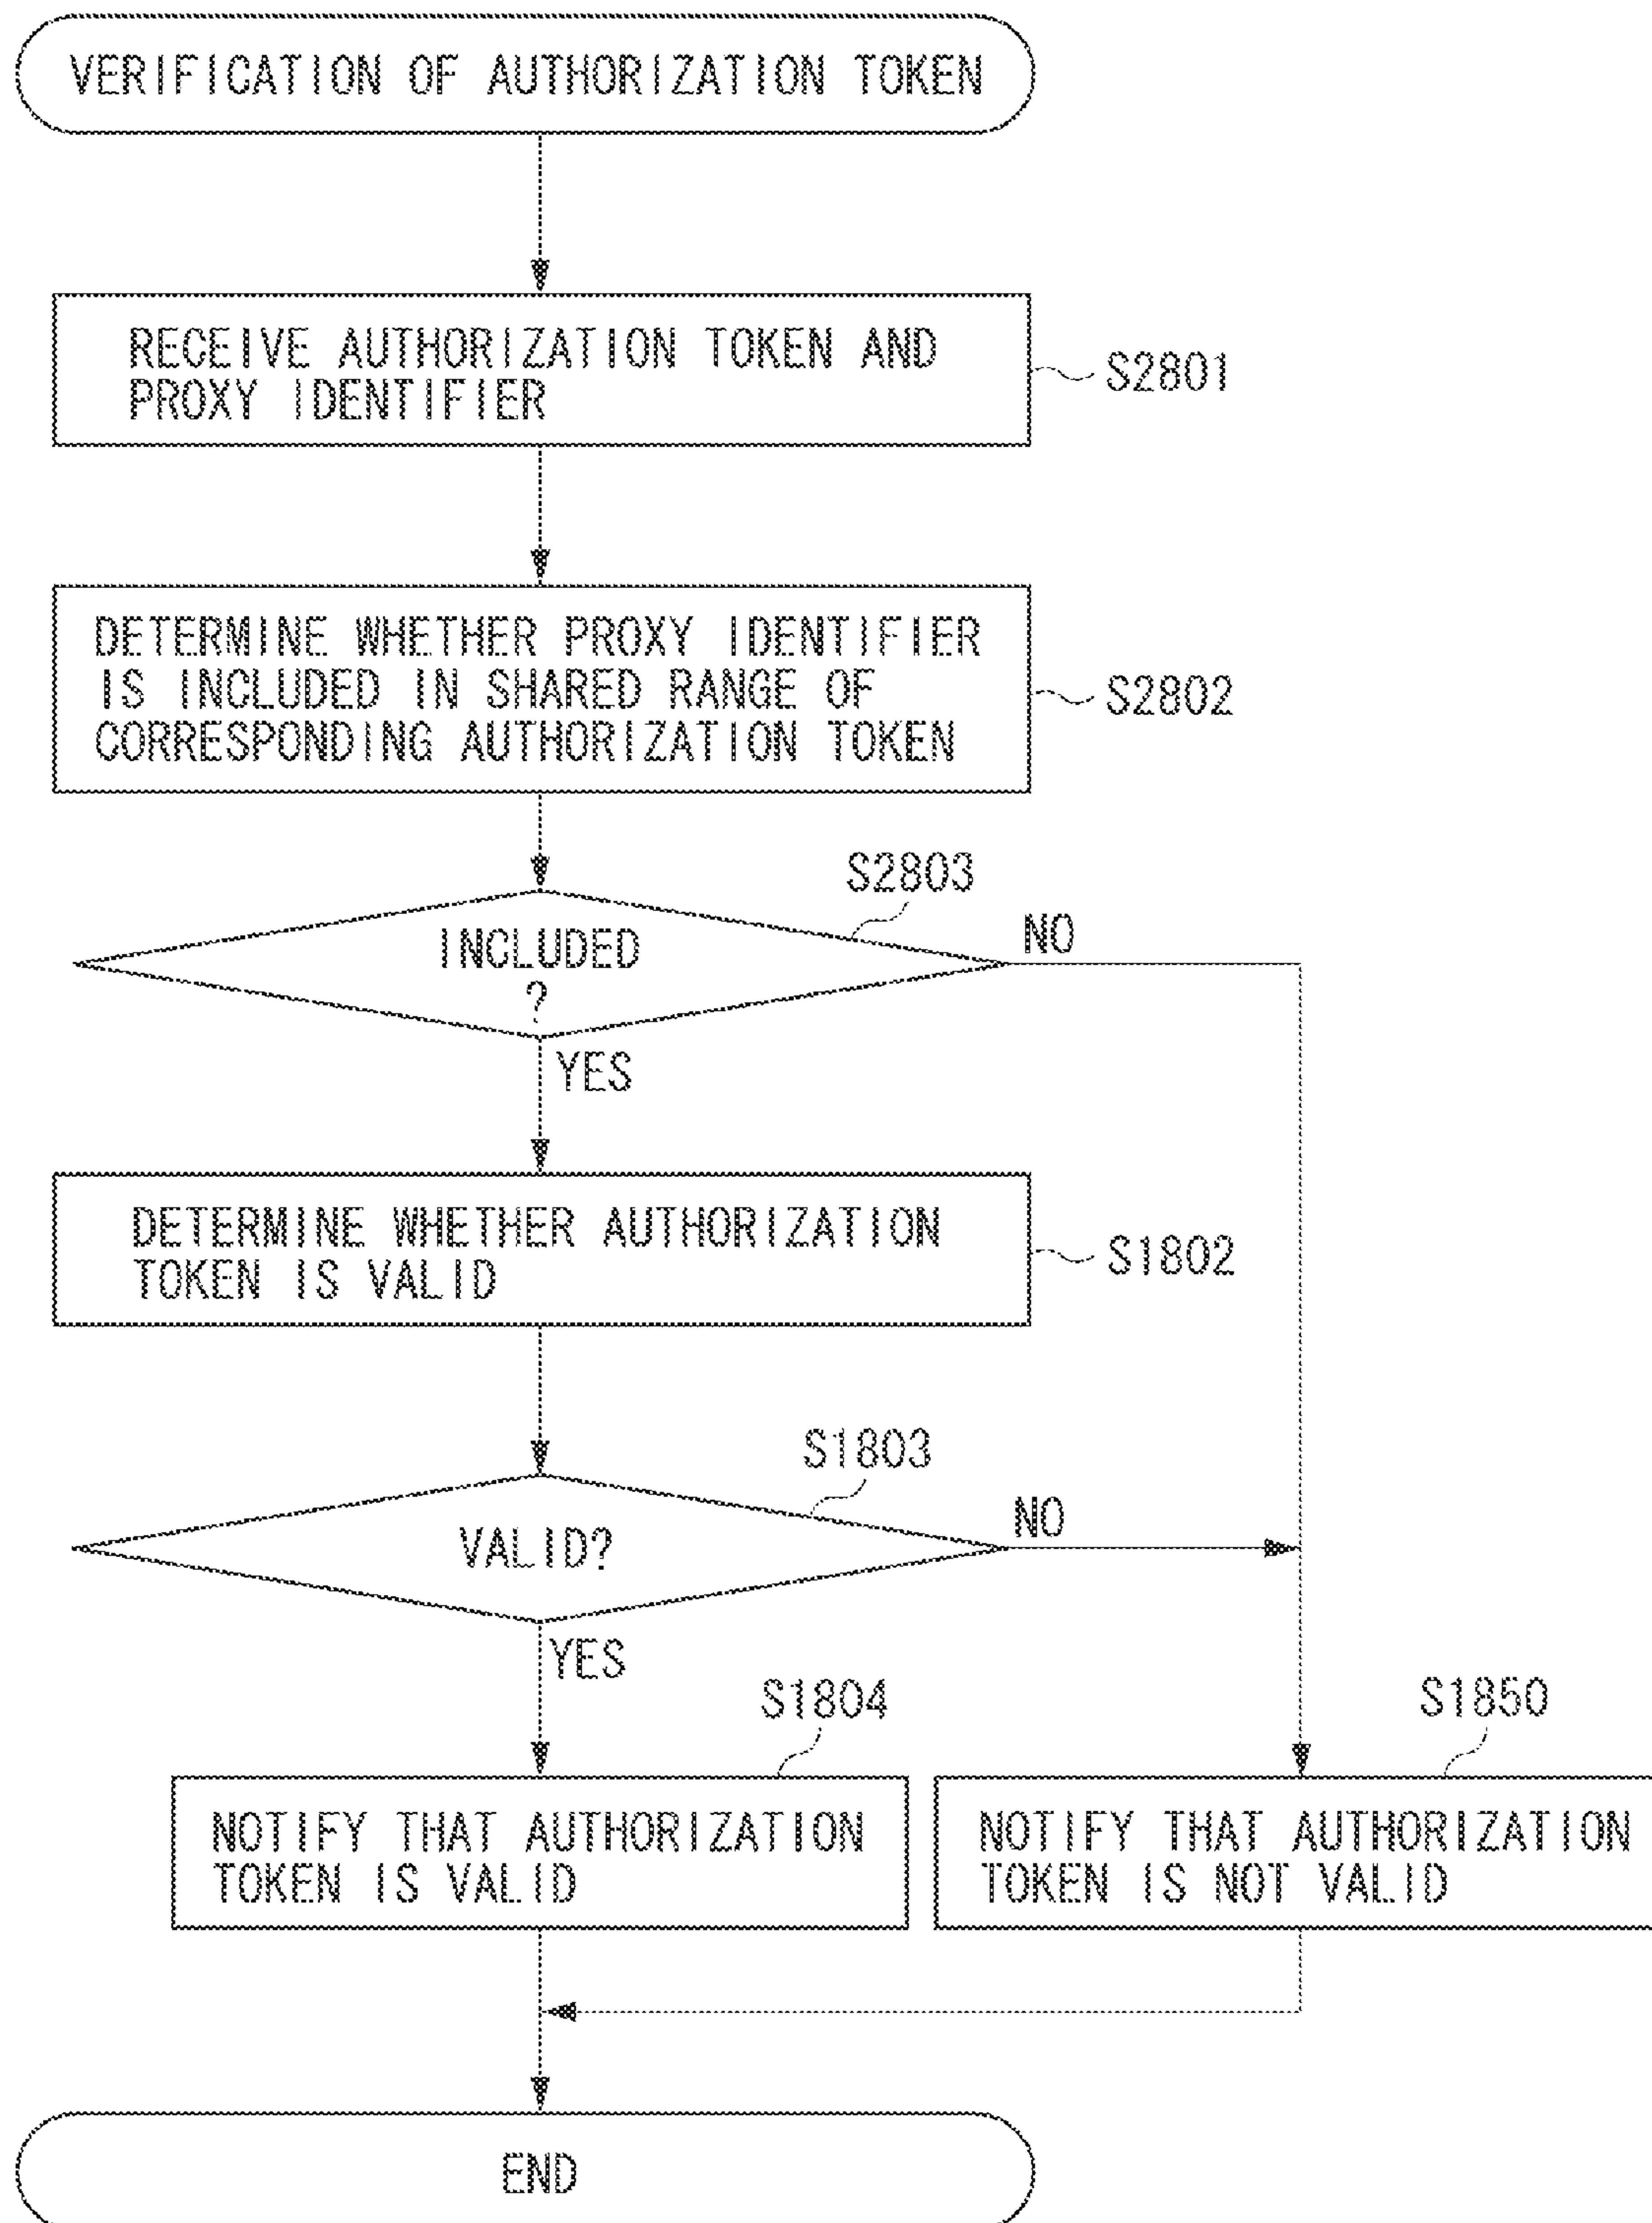 VERIFICATION OF AUTHORIZATION TOKEN
RECEIVE AUTHORIZATION TOKEN AND
PROXY IDENTIFIER
S2801
DETERMINE WHETHER PROXY IDENTIFIER
IS INCLUDED IN SHARED RANGE OF
CORRESPONDING AUTHORIZATION TOKEN
S2802
S2803
INCLUDED
?
NO
YES
DETERMINE WHETHER AUTHORIZATION
TOKEN IS VALID
S1802
S1803
VALID?
NO
YES
S1804
NOTIFY THAT AUTHORIZATION
TOKEN IS VALID
S1850
NOTIFY THAT AUTHORIZATION
TOKEN IS NOT VALID
END